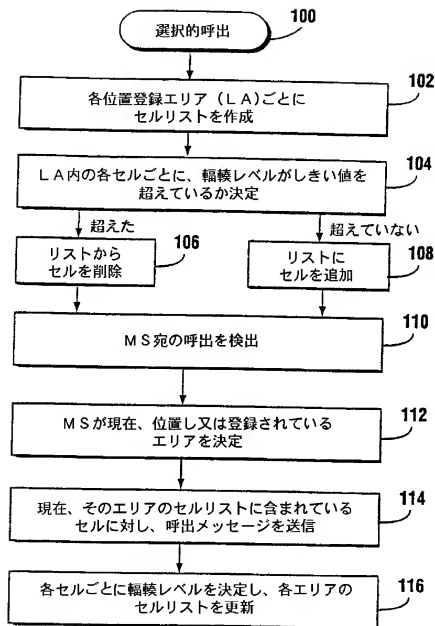 選択的呼出
100
各位置登録エリア（LA）ごとに
セルリストを作成
102
LA内の各セルごとに、輻輳レベルがしきい値を
超えているか決定
104
超えた
超えていない
リストから
セルを削除
106
リストに
セルを追加
108
MS宛の呼出を検出
110
MSが現在、位置し又は登録されている
エリアを決定
112
現在、そのエリアのセルリストに含まれている
セルに対し、呼出メッセージを送信
114
各セルごとに輻輳レベルを決定し、各エリアの
セルリストを更新
116